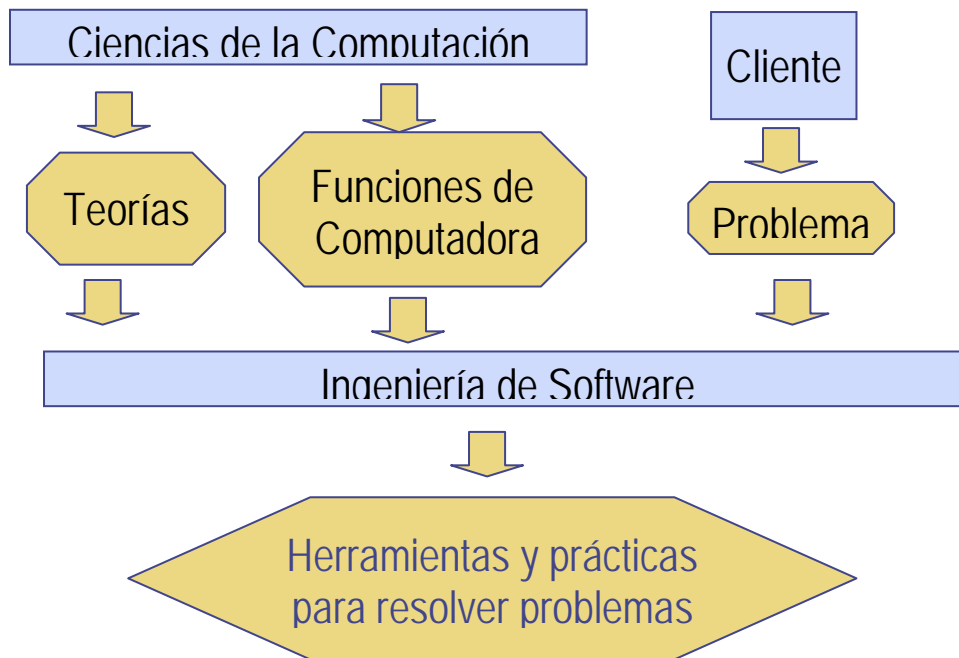 Ciencias de la Computación
Cliente
Teorías
Funciones de
Computadora
Problema
Ingeniería de Software
Herramientas y prácticas
para resolver problemas